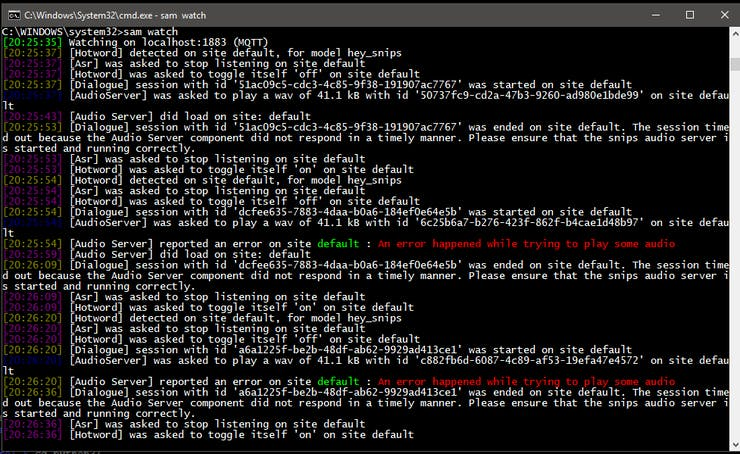 C:\Windows\System32\cmd.exe - sam watch
C:\WINDOWS\system32>sam watch
[20:25:35] Watching on localhost:1883 (MQTT)
[20:25:37] [Hotword] detected on site default, for model hey_snips
[20:25:37] [Asr] was asked to stop listening on site default
[20:25:37] [Hotword] was asked to toggle itself 'off' on site default
[20:25:37] [Dialogue] session with id '51ac09c5-cdc3-4c85-9f38-191907ac7767' was started on site default
[20:25:37] [AudioServer] was asked to play a wav of 41.1 kB with id '50737fc9-cd2a-47b3-9260-ad980e1bde99' on site defau
lt
[20:25:43] [Audio Server] did load on site: default
[20:25:53] [Dialogue] session with id '51ac09c5-cdc3-4c85-9f38-191907ac7767' was ended on site default. The session time
d out because the Audio Server component did not respond in a timely manner. Please ensure that the snips audio server i
s started and running correctly.
[20:25:53] [Asr] was asked to stop listening on site default
[20:25:53] [Hotword] was asked to toggle itself 'on' on site default
[20:25:54] [Hotword] detected on site default, for model hey_snips
[20:25:54] [Asr] was asked to stop listening on site default
[20:25:54] [Hotword] was asked to toggle itself 'off' on site default
[20:25:54] [Dialogue] session with id 'dcfee635-7883-4daa-b0a6-184ef0e64e5b' was started on site default
[20:25:54] [AudioServer] was asked to play a wav of 41.1 kB with id '6c25b6a7-b276-423f-862f-b4cae1d48b97' on site defau
lt
[20:25:54] [Audio Server] reported an error on site default : An error happened while trying to play some audio
[20:25:59] [Audio Server] did load on site: default
[20:26:09] [Dialogue] session with id 'dcfee635-7883-4daa-b0a6-184ef0e64e5b' was ended on site default. The session time
d out because the Audio Server component did not respond in a timely manner. Please ensure that the snips audio server i
s started and running correctly.
[20:26:09] [Asr] was asked to stop listening on site default
[20:26:09] [Hotword] was asked to toggle itself 'on' on site default
[20:26:20] [Hotword] detected on site default, for model hey_snips
[20:26:20] [Asr] was asked to stop listening on site default
[20:26:20] [Hotword] was asked to toggle itself 'off' on site default
[20:26:20] [Dialogue] session with id 'a6a1225f-be2b-48df-ab62-9929ad413ce1' was started on site default
[20:26:20] [AudioServer] was asked to play a wav of 41.1 kB with id 'c882fb6d-6087-4c89-af53-19efa47e4572' on site defau
lt
[20:26:20] [Audio Server] reported an error on site default : An error happened while trying to play some audio
[20:26:36] [Dialogue] session with id 'a6a1225f-be2b-48df-ab62-9929ad413ce1' was ended on site default. The session time
d out because the Audio Server component did not respond in a timely manner. Please ensure that the snips audio server i
s started and running correctly.
[20:26:36] [Asr] was asked to stop listening on site default
[20:26:36] [Hotword] was asked to toggle itself 'on' on site default